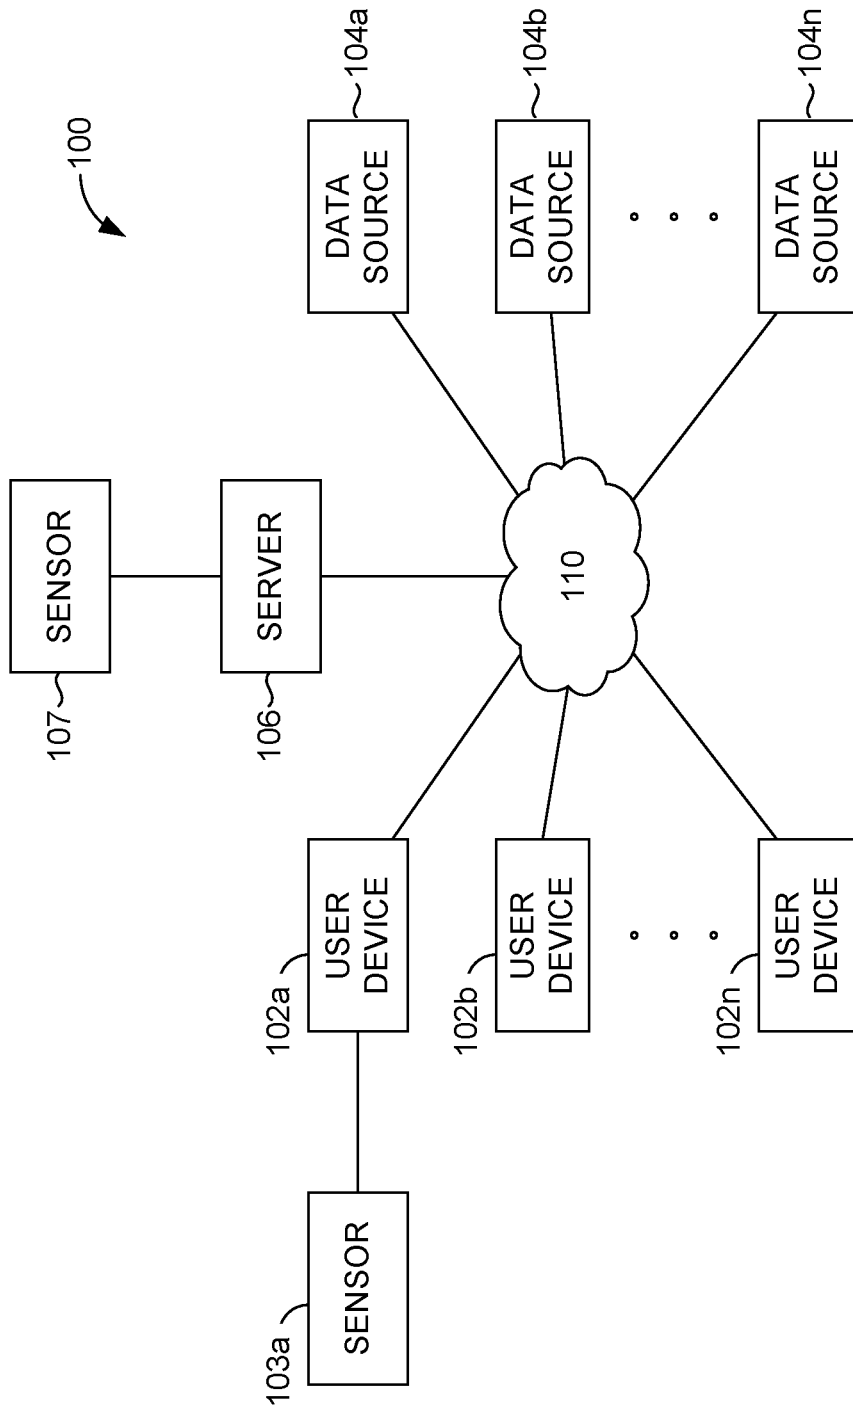 100
SENSOR
107
SERVER
106
110
103a
SENSOR
102a
USER
DEVICE
102b
USER
DEVICE
102n
USER
DEVICE
DATA
SOURCE
104a
DATA
SOURCE
104b
DATA
SOURCE
104n